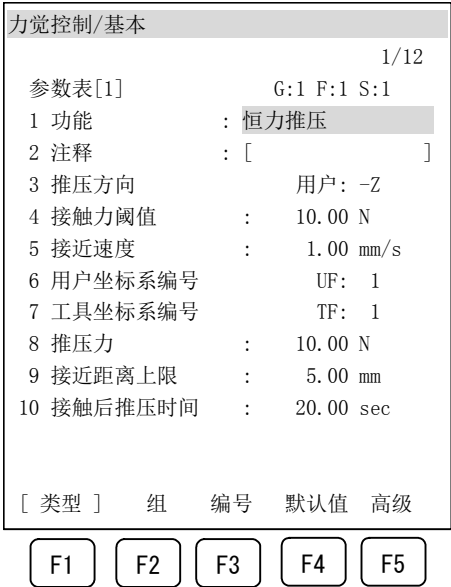 力觉控制/基本
1/12
参数表[1] G:1 F:1 S:1
1 功能 : 恒力推压
2 注释 : [ ]
3 推压方向 用户: -Z
4 接触力阈值 : 10.00 N
5 接近速度 : 1.00 mm/s
6 用户坐标系编号 UF: 1
7 工具坐标系编号 TF: 1
8 推压力 : 10.00 N
9 接近距离上限 : 5.00 mm
10 接触后推压时间 : 20.00 sec
[ 类型 ] 组 编号 默认值 高级
F1 F2 F3 F4 F5